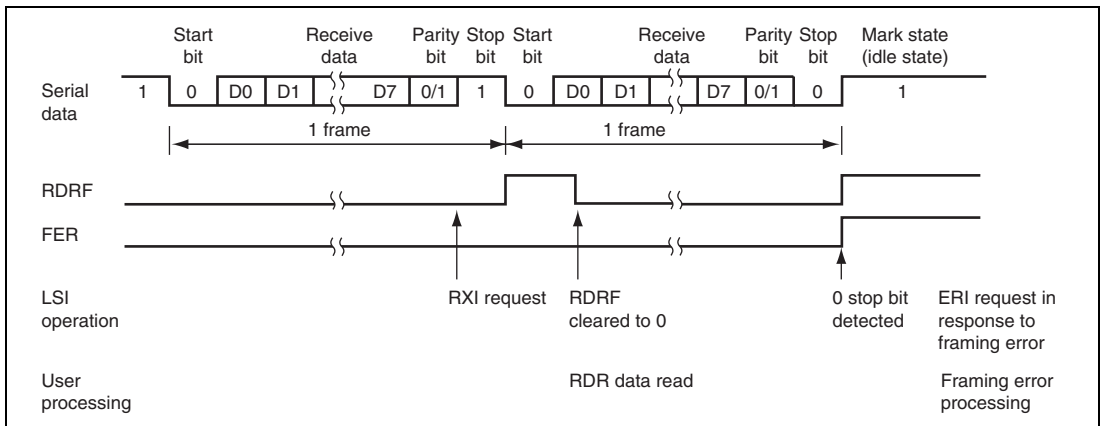 Start bit Receive data Parity bit Stop bit Start bit Receive data Parity bit Stop bit Mark state (idle state)
Serial data 1 0 D0 D1 D7 0/1 1 0 D0 D1 D7 0/1 0 1
1 frame 1 frame
RDRF
FER
LSI operation RXI request RDRF cleared to 0 0 stop bit detected ERI request in response to framing error
User processing RDR data read Framing error processing